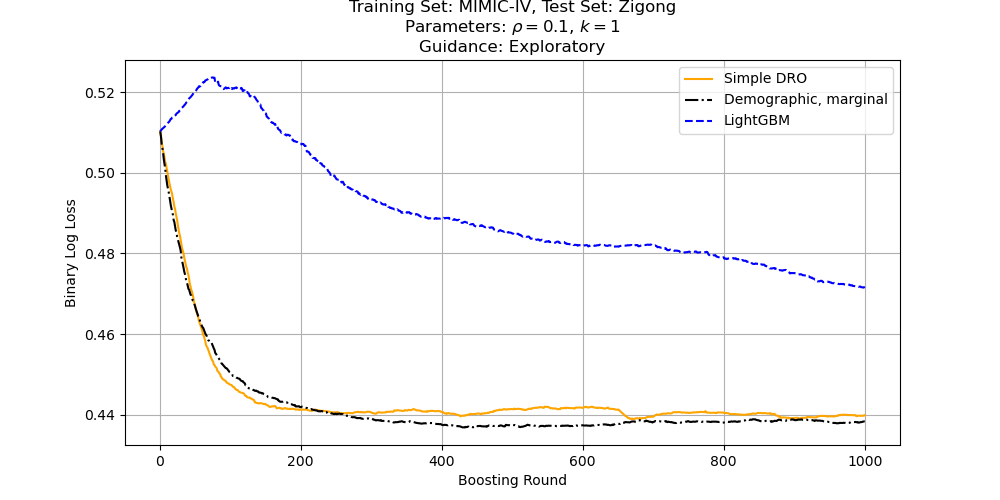 Training Set: MIMIC-IV, Test Set: Zigong
Parameters: ρ = 0.1, k = 1
Guidance: Exploratory
Simple DRO
Demographic, marginal
LightGBM
Binary Log Loss
0.52
0.50
0.48
0.46
0.44
0
200
400
600
800
1000
Boosting Round